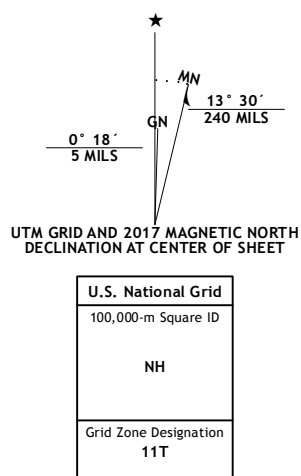 ★
MN
GN
13° 30´
240 MILS
0° 18´
5 MILS
UTM GRID AND 2017 MAGNETIC NORTH
DECLINATION AT CENTER OF SHEET
U.S. National Grid
100,000-m Square ID
NH
Grid Zone Designation
11T